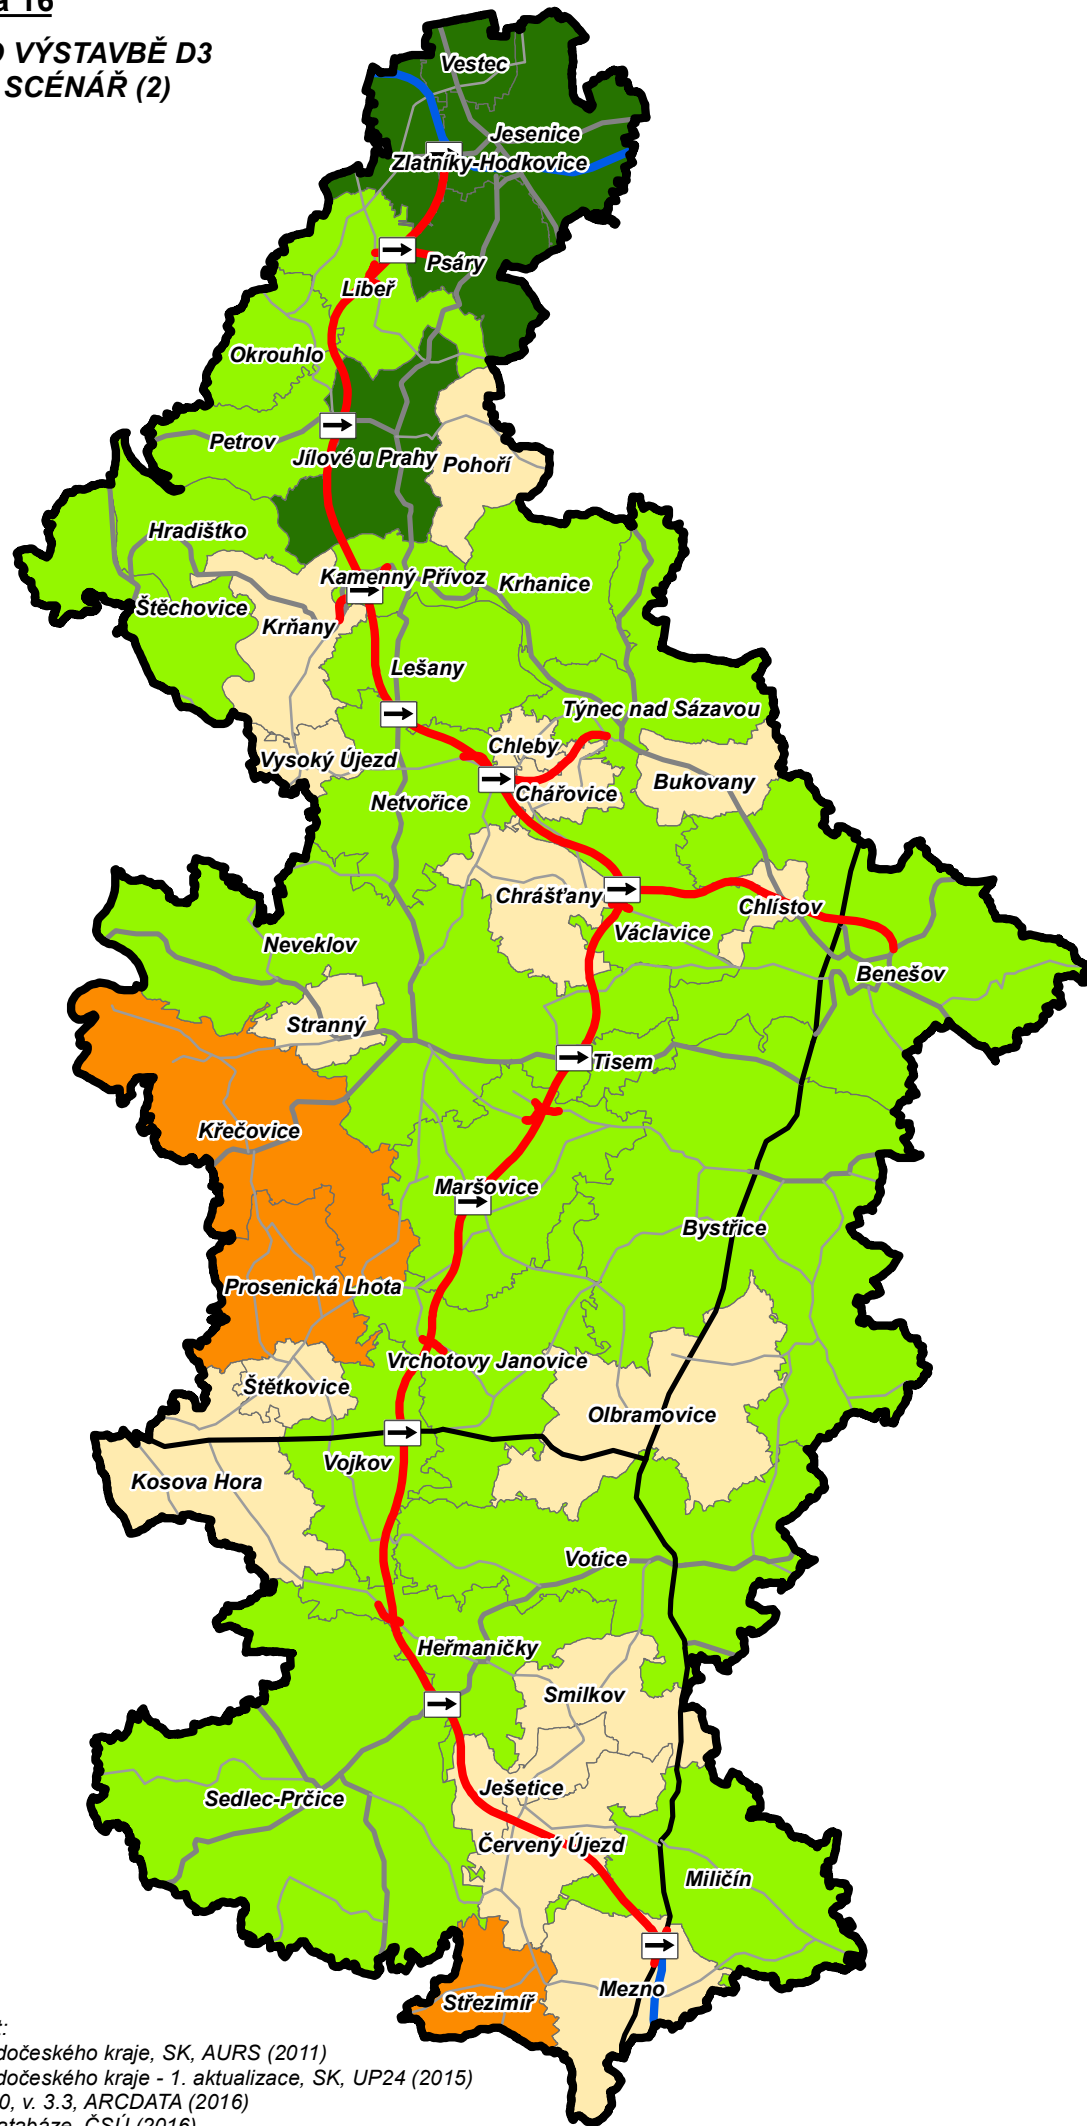 a 16
O VÝSTAVBĚ D3
SCÉNÁŘ (2)
Vestec
Jesenice
Zlatníky-Hodkovice
Psáry
Libeř
Okrouhlo
Petrov
Jílové u Prahy
Pohoří
Hradištko
Kamenný Přívoz
Krhanice
Štěchovice
Krňany
Lešany
Týnec nad Sázavou
Chleby
Vysoký Újezd
Bukovany
Chářovice
Netvořice
Chrášťany
Chlístov
Václavice
Neveklov
Benešov
Stranný
Tisem
Křečovice
Maršovice
Bystřice
Prosenická Lhota
Vrchotovy Janovice
Štětkovice
Olbramovice
Vojkov
Kosova Hora
Votice
Heřmaničky
Smilkov
Ješetice
Sedlec-Prčice
Červený Újezd
Miličín
Mezno
Střezimíř
t:
dočeského kraje, SK, AURS (2011)
dočeského kraje - 1. aktualizace, SK, UP24 (2015)
0, v. 3.3, ARCDATA (2016)
atabáze, ČSÚ (2016)